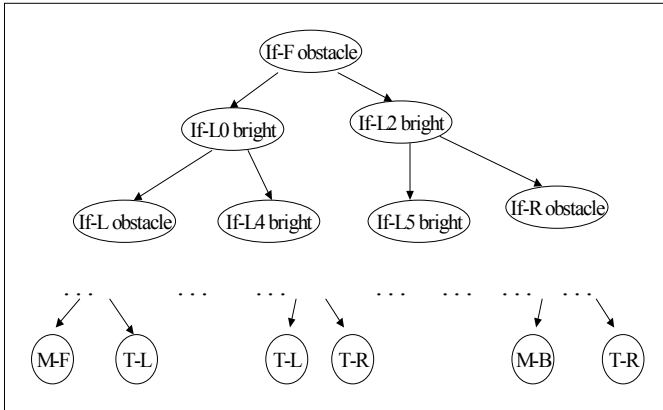 If-F obstacle
If-L0 bright
If-L2 bright
If-L obstacle
If-L4 bright
If-L5 bright
If-R obstacle
... ... ... ... ... ... ...
M-F
T-L
T-L
T-R
M-B
T-R